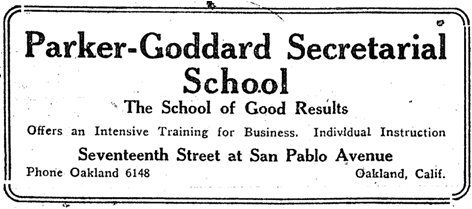 Parker-Goddard Secretarial
School
The School of Good Results
Offers an Intensive Training for Business. Individual Instruction
Seventeenth Street at San Pablo Avenue
Phone Oakland 6148 Oakland, Calif.